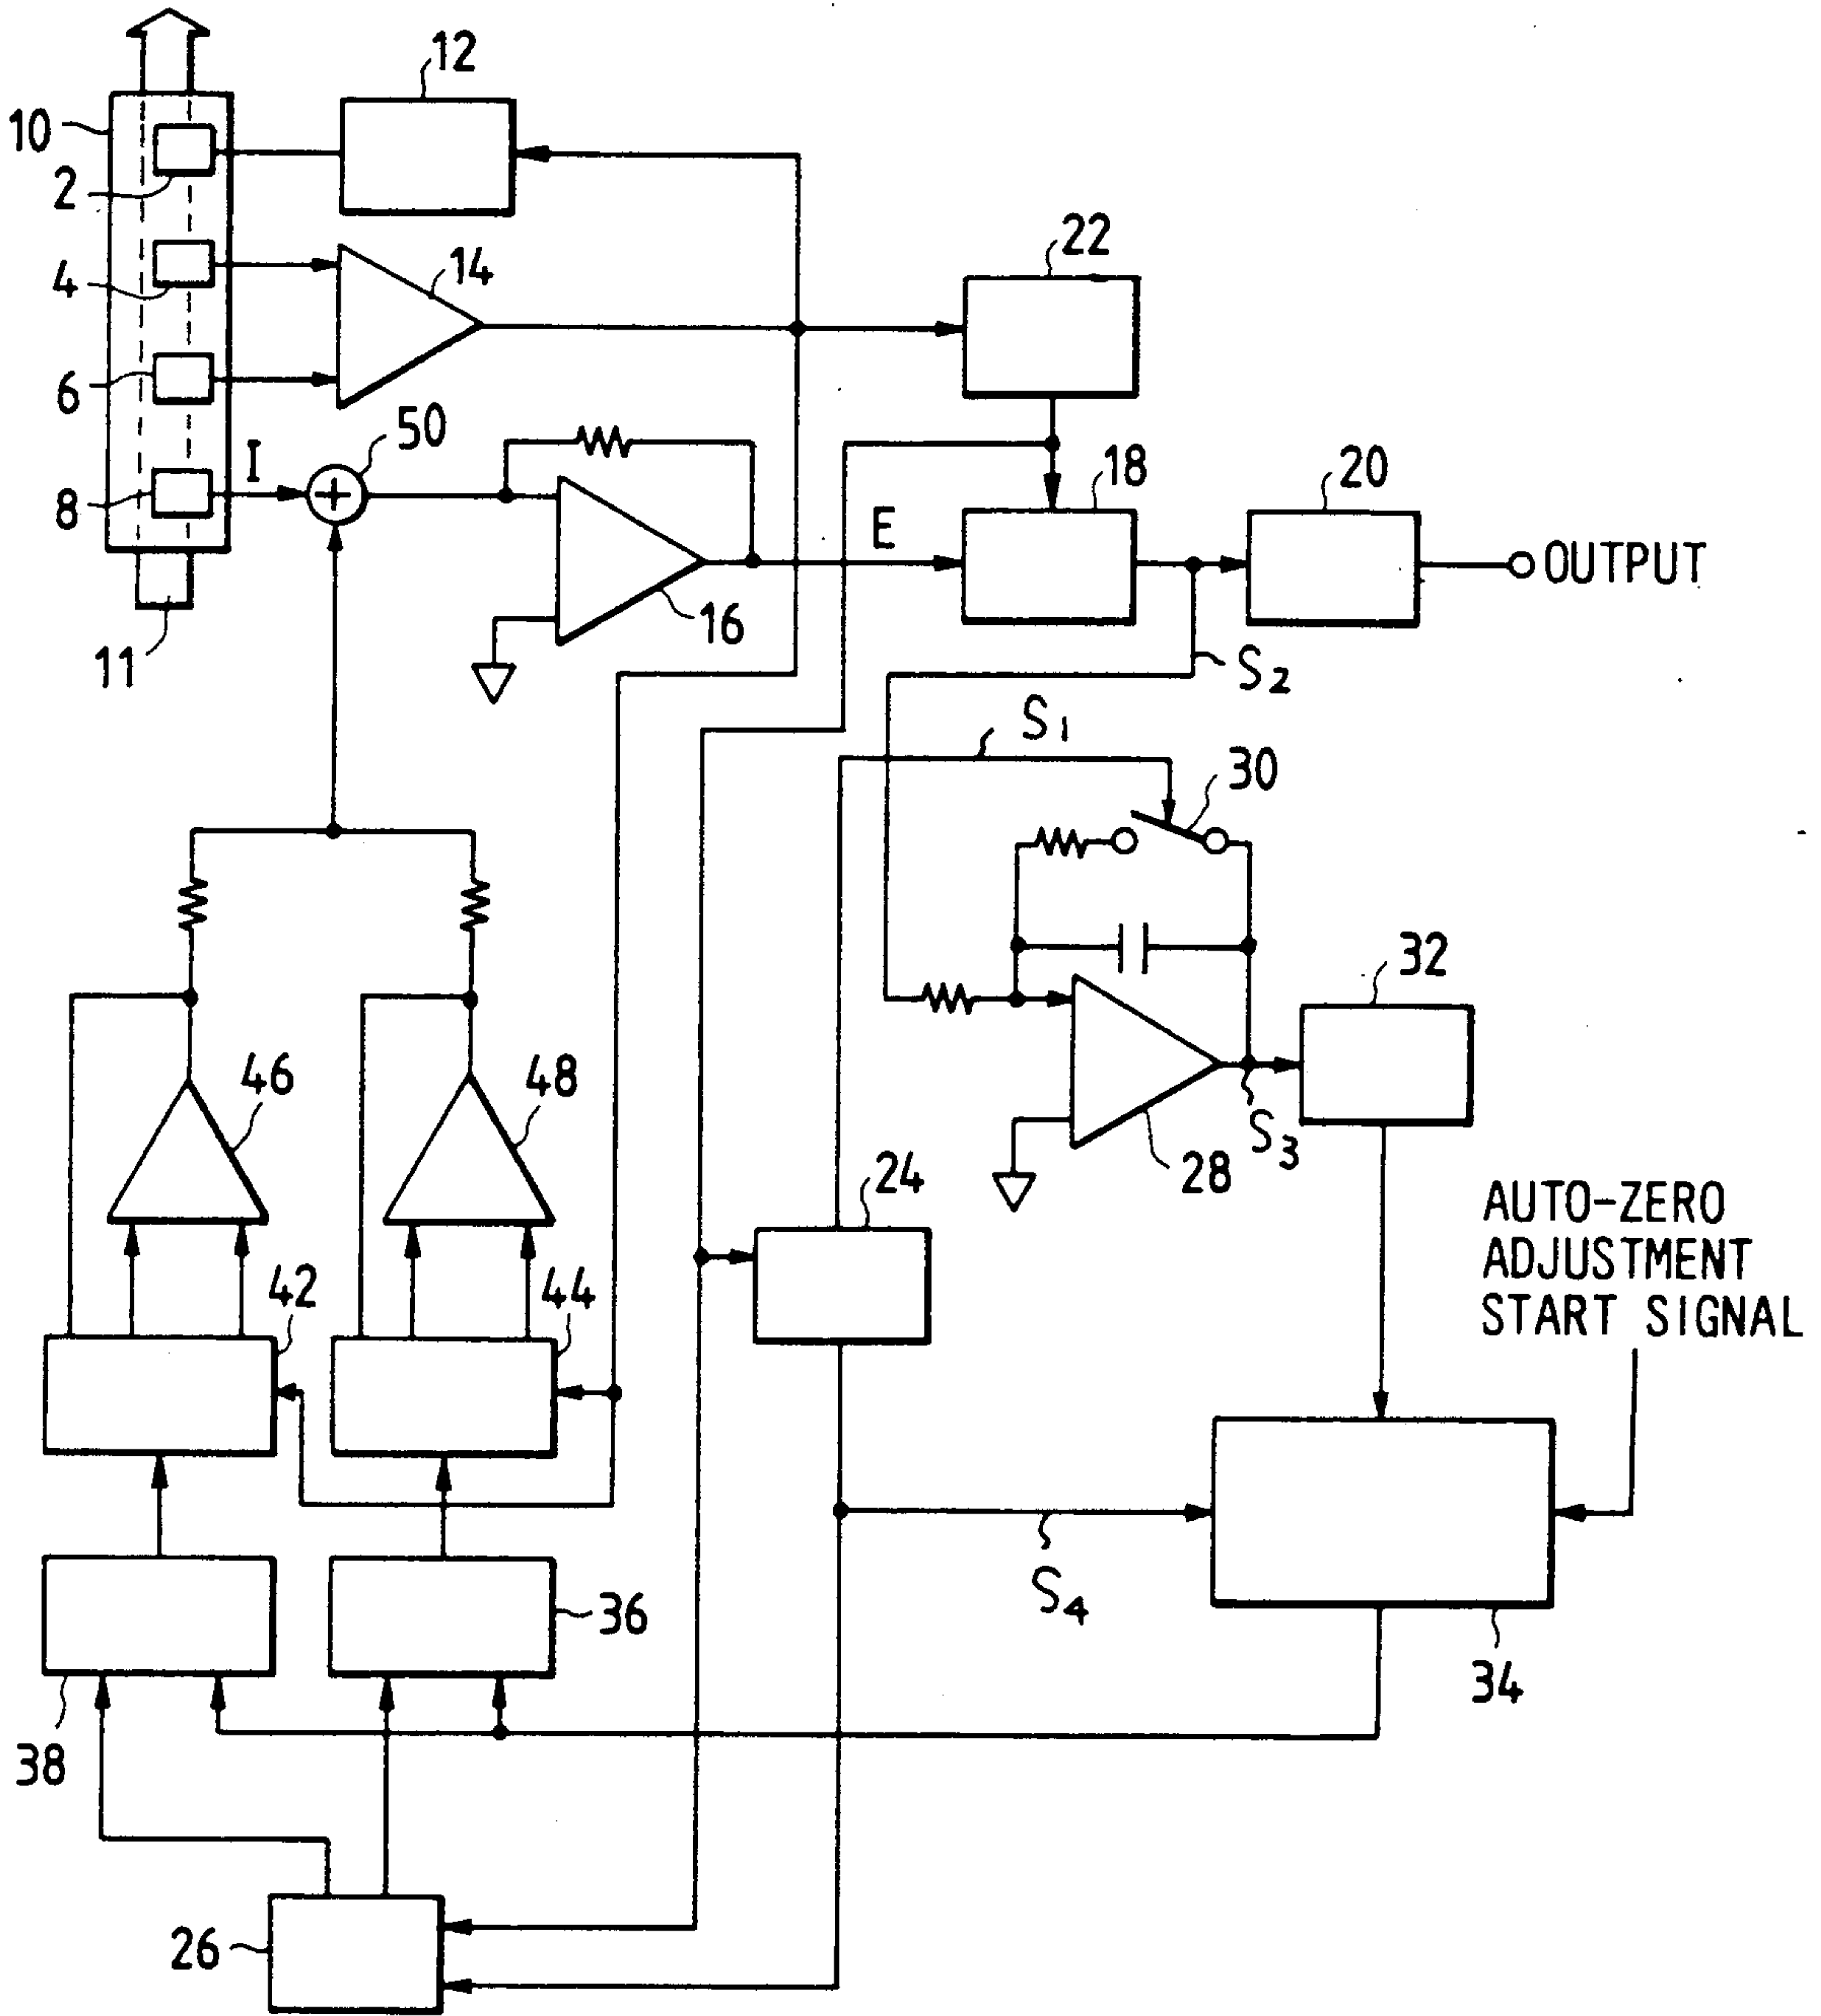 12
10
2
22
14
4
6
50
I
18
20
8
E
OUTPUT
16
11
S2
S1
30
32
46
48
S3
28
24
AUTO-ZERO
ADJUSTMENT
START SIGNAL
42
44
S4
36
34
38
26